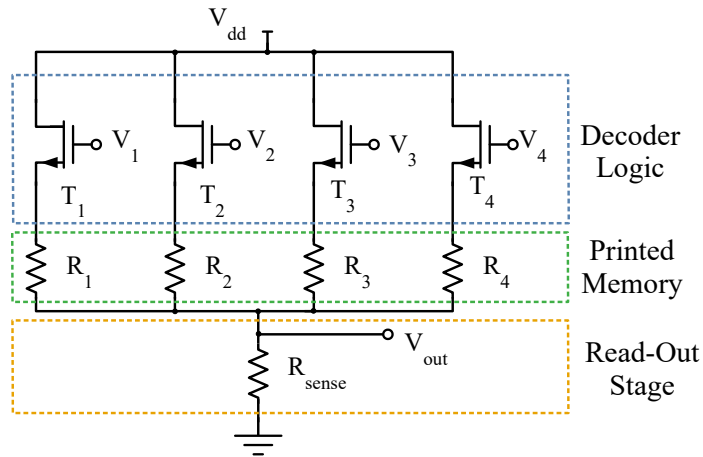 V_dd
V_1 V_2 V_3 V_4
Decoder
Logic
T_1 T_2 T_3 T_4
R_1 R_2 R_3 R_4
Printed
Memory
V_out
R_sense
Read-Out
Stage